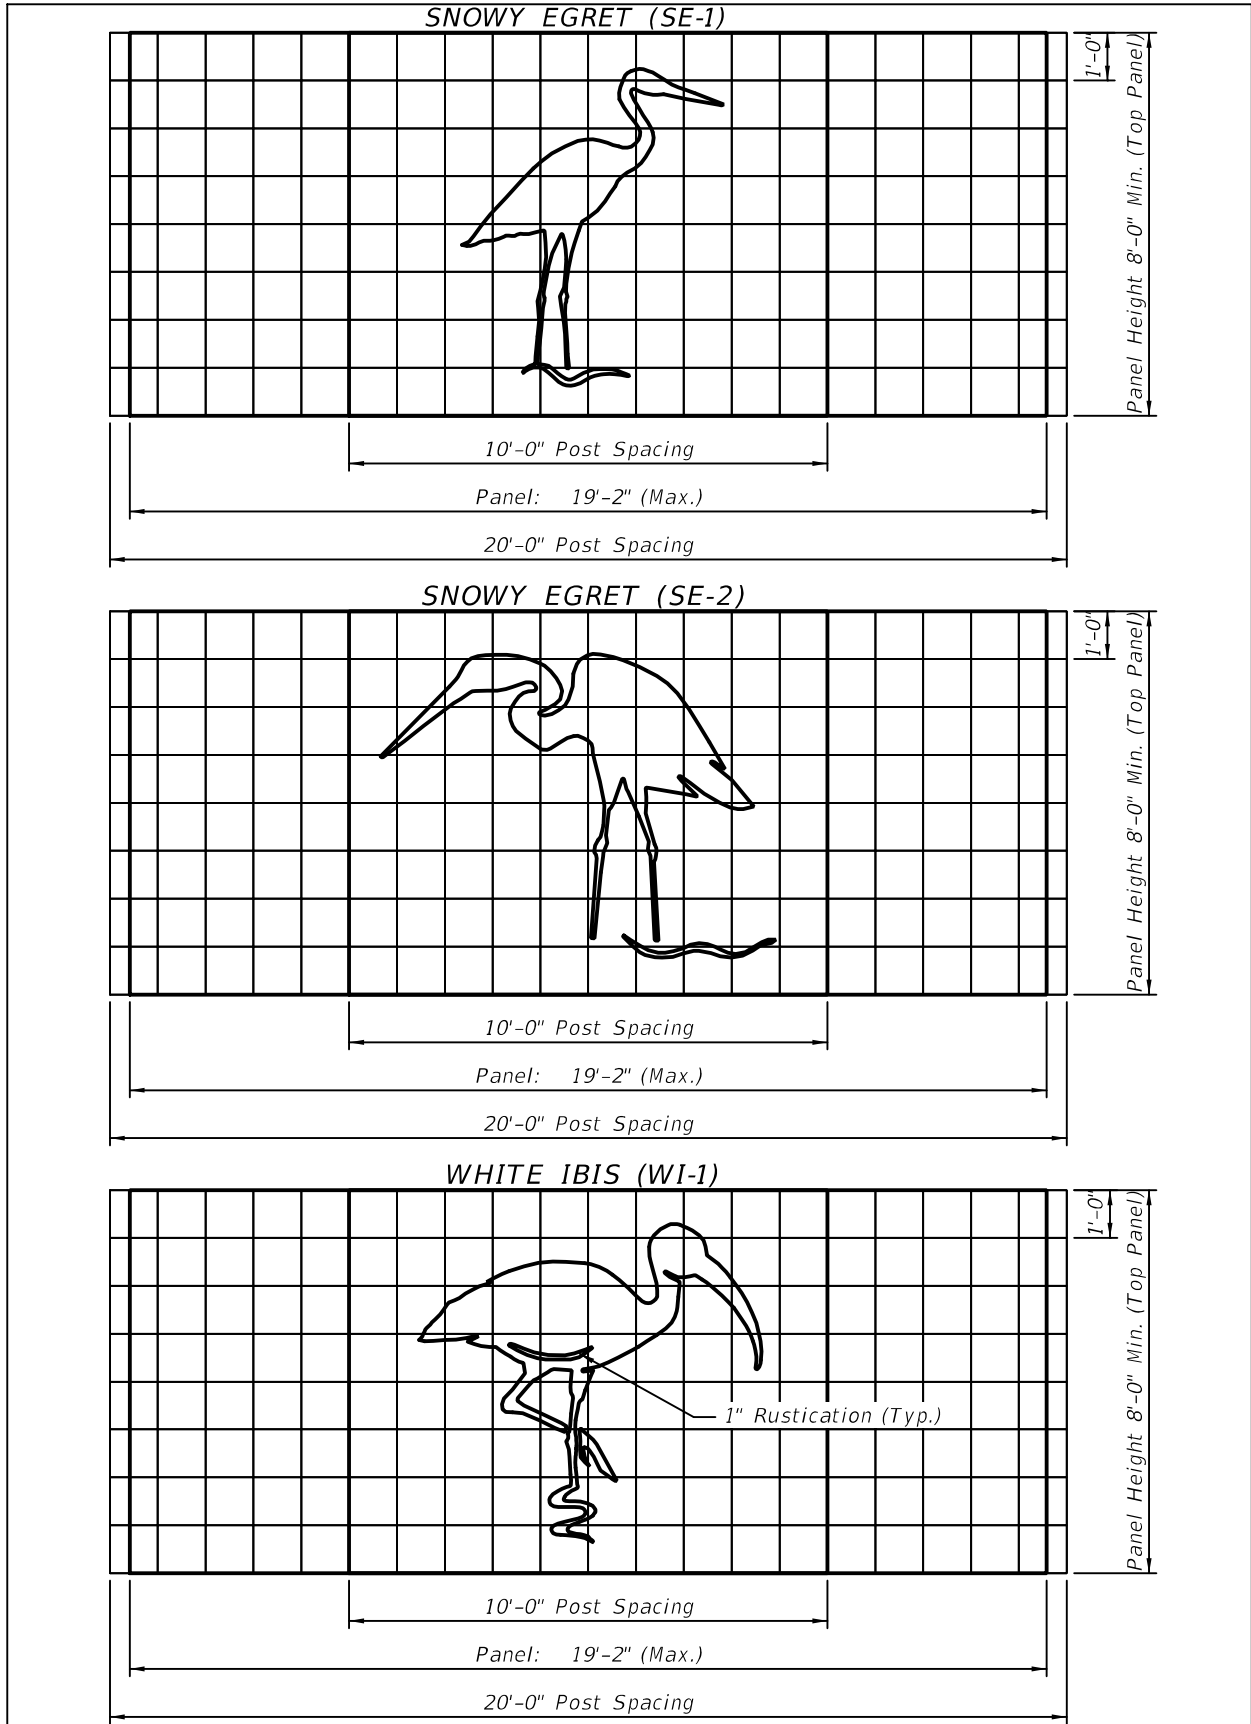 SNOWY EGRET (SE-1)
1'-0"
Panel Height 8'-0" Min. (Top Panel)
10'-0" Post Spacing
Panel: 19'-2" (Max.)
20'-0" Post Spacing
SNOWY EGRET (SE-2)
1'-0"
Panel Height 8'-0" Min. (Top Panel)
10'-0" Post Spacing
Panel: 19'-2" (Max.)
20'-0" Post Spacing
WHITE IBIS (WI-1)
1'-0"
Panel Height 8'-0" Min. (Top Panel)
1" Rustication (Typ.)
10'-0" Post Spacing
Panel: 19'-2" (Max.)
20'-0" Post Spacing